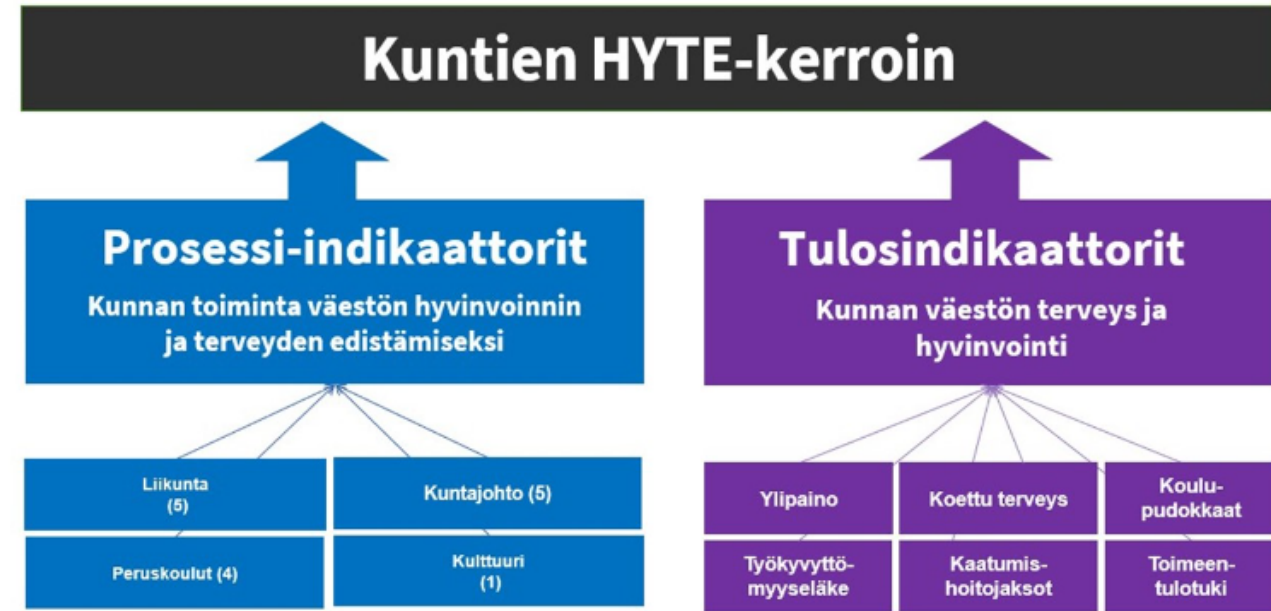 Kuntien HYTE-kerroin
Prosessi-indikaattorit
Kunnan toiminta väestön hyvinvoinnin
ja terveyden edistämiseksi
Liikunta
(5)
Kuntajohto (5)
Peruskoulut (4)
Kulttuuri
(1)
Tulosindikaattorit
Kunnan väestön terveys ja
hyvinvointi
Ylipaino
Koettu terveys
Koulu-
pudokkaat
Työkyvyttö-
myyseläke
Kaatumis-
hoitojaksot
Toimeen-
tulotuki